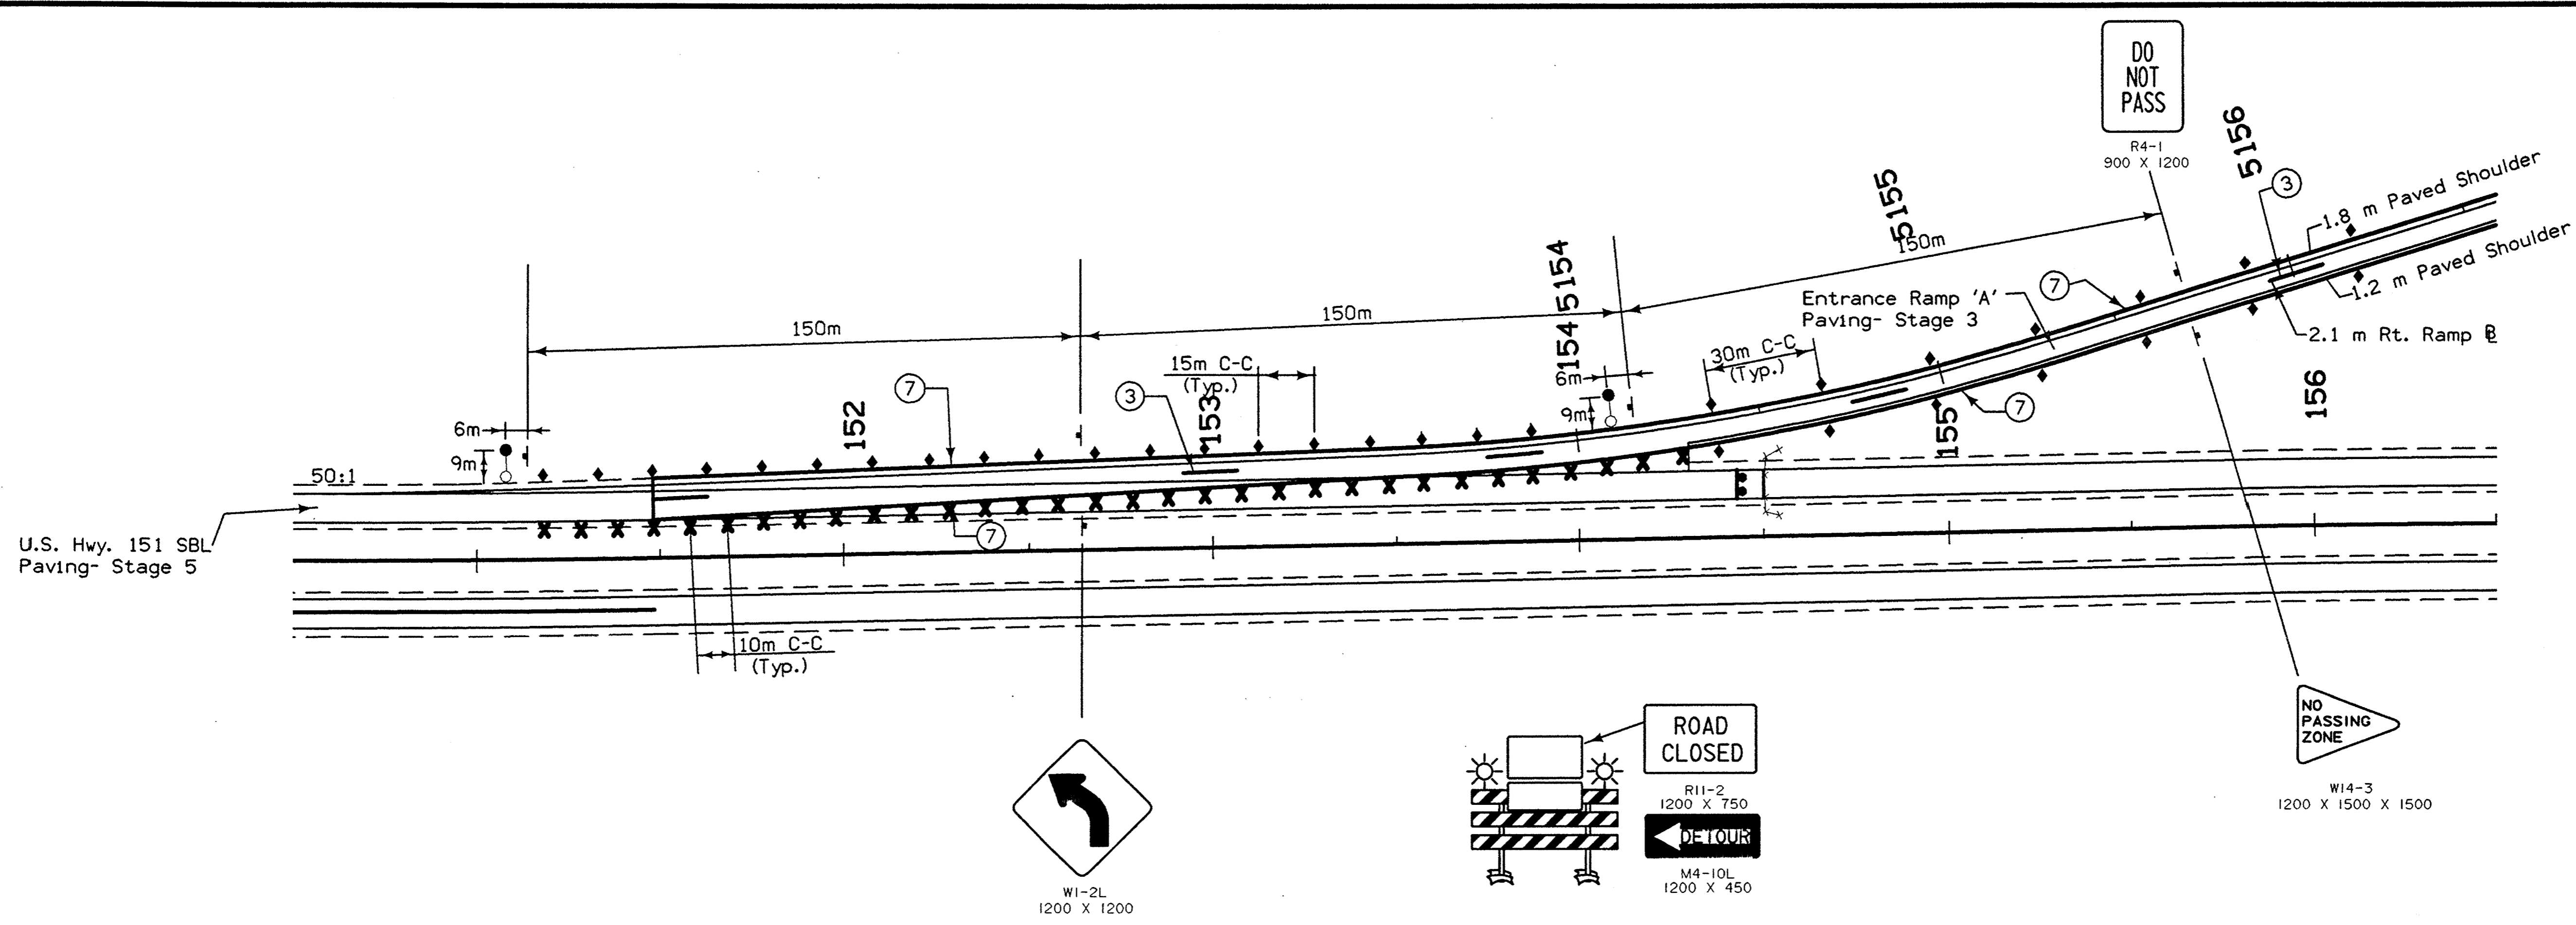 DO
NOT
PASS
R4-1
900 X 1200
5156
3
1.8 m Paved Shoulder
1.2 m Paved Shoulder
2.1 m Rt. Ramp ⅊
5155
150m
7
Entrance Ramp 'A'
Paving- Stage 3
5154
154
150m
150m
30m C-C
(Typ.)
15m C-C
(Typ.)
6m
9m
7
3
153
152
6m
9m
50:1
7
155
156
7
U.S. Hwy. 151 SBL
Paving- Stage 5
10m C-C
(Typ.)
W1-2L
1200 X 1200
ROAD
CLOSED
R11-2
1200 X 750
DETOUR
M4-10L
1200 X 450
NO
PASSING
ZONE
W14-3
1200 X 1500 X 1500